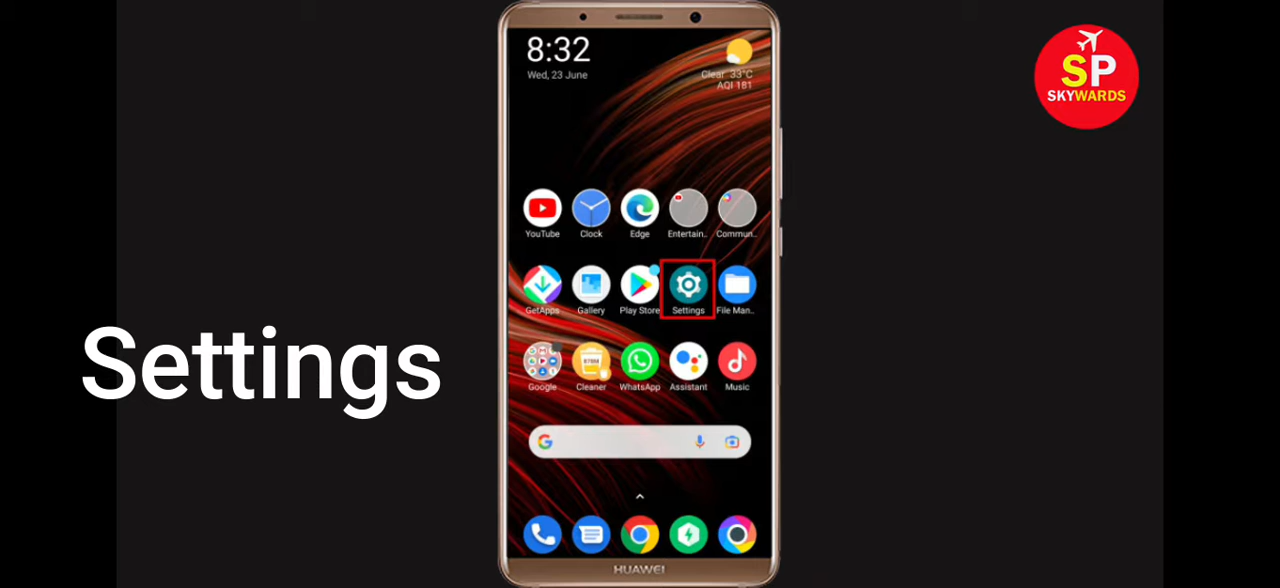 8:32
Wed, 23 June
Clear 33°C
AQI 181
SP
SKYWARDS
YouTube
Clock
Edge
Entertain..
Commun..
GetApps
Gallery
Play Store
Settings
File Man..
Settings
Google
Cleaner
WhatsApp
Assistant
Music
HUAWEI